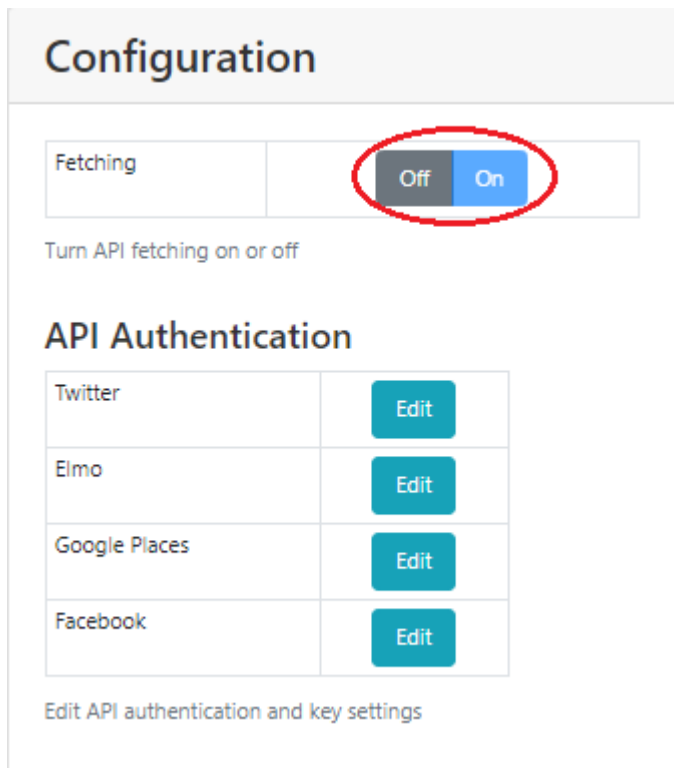 Configuration
Fetching
Off On
Turn API fetching on or off
API Authentication
Twitter Edit
Elmo Edit
Google Places Edit
Facebook Edit
Edit API authentication and key settings